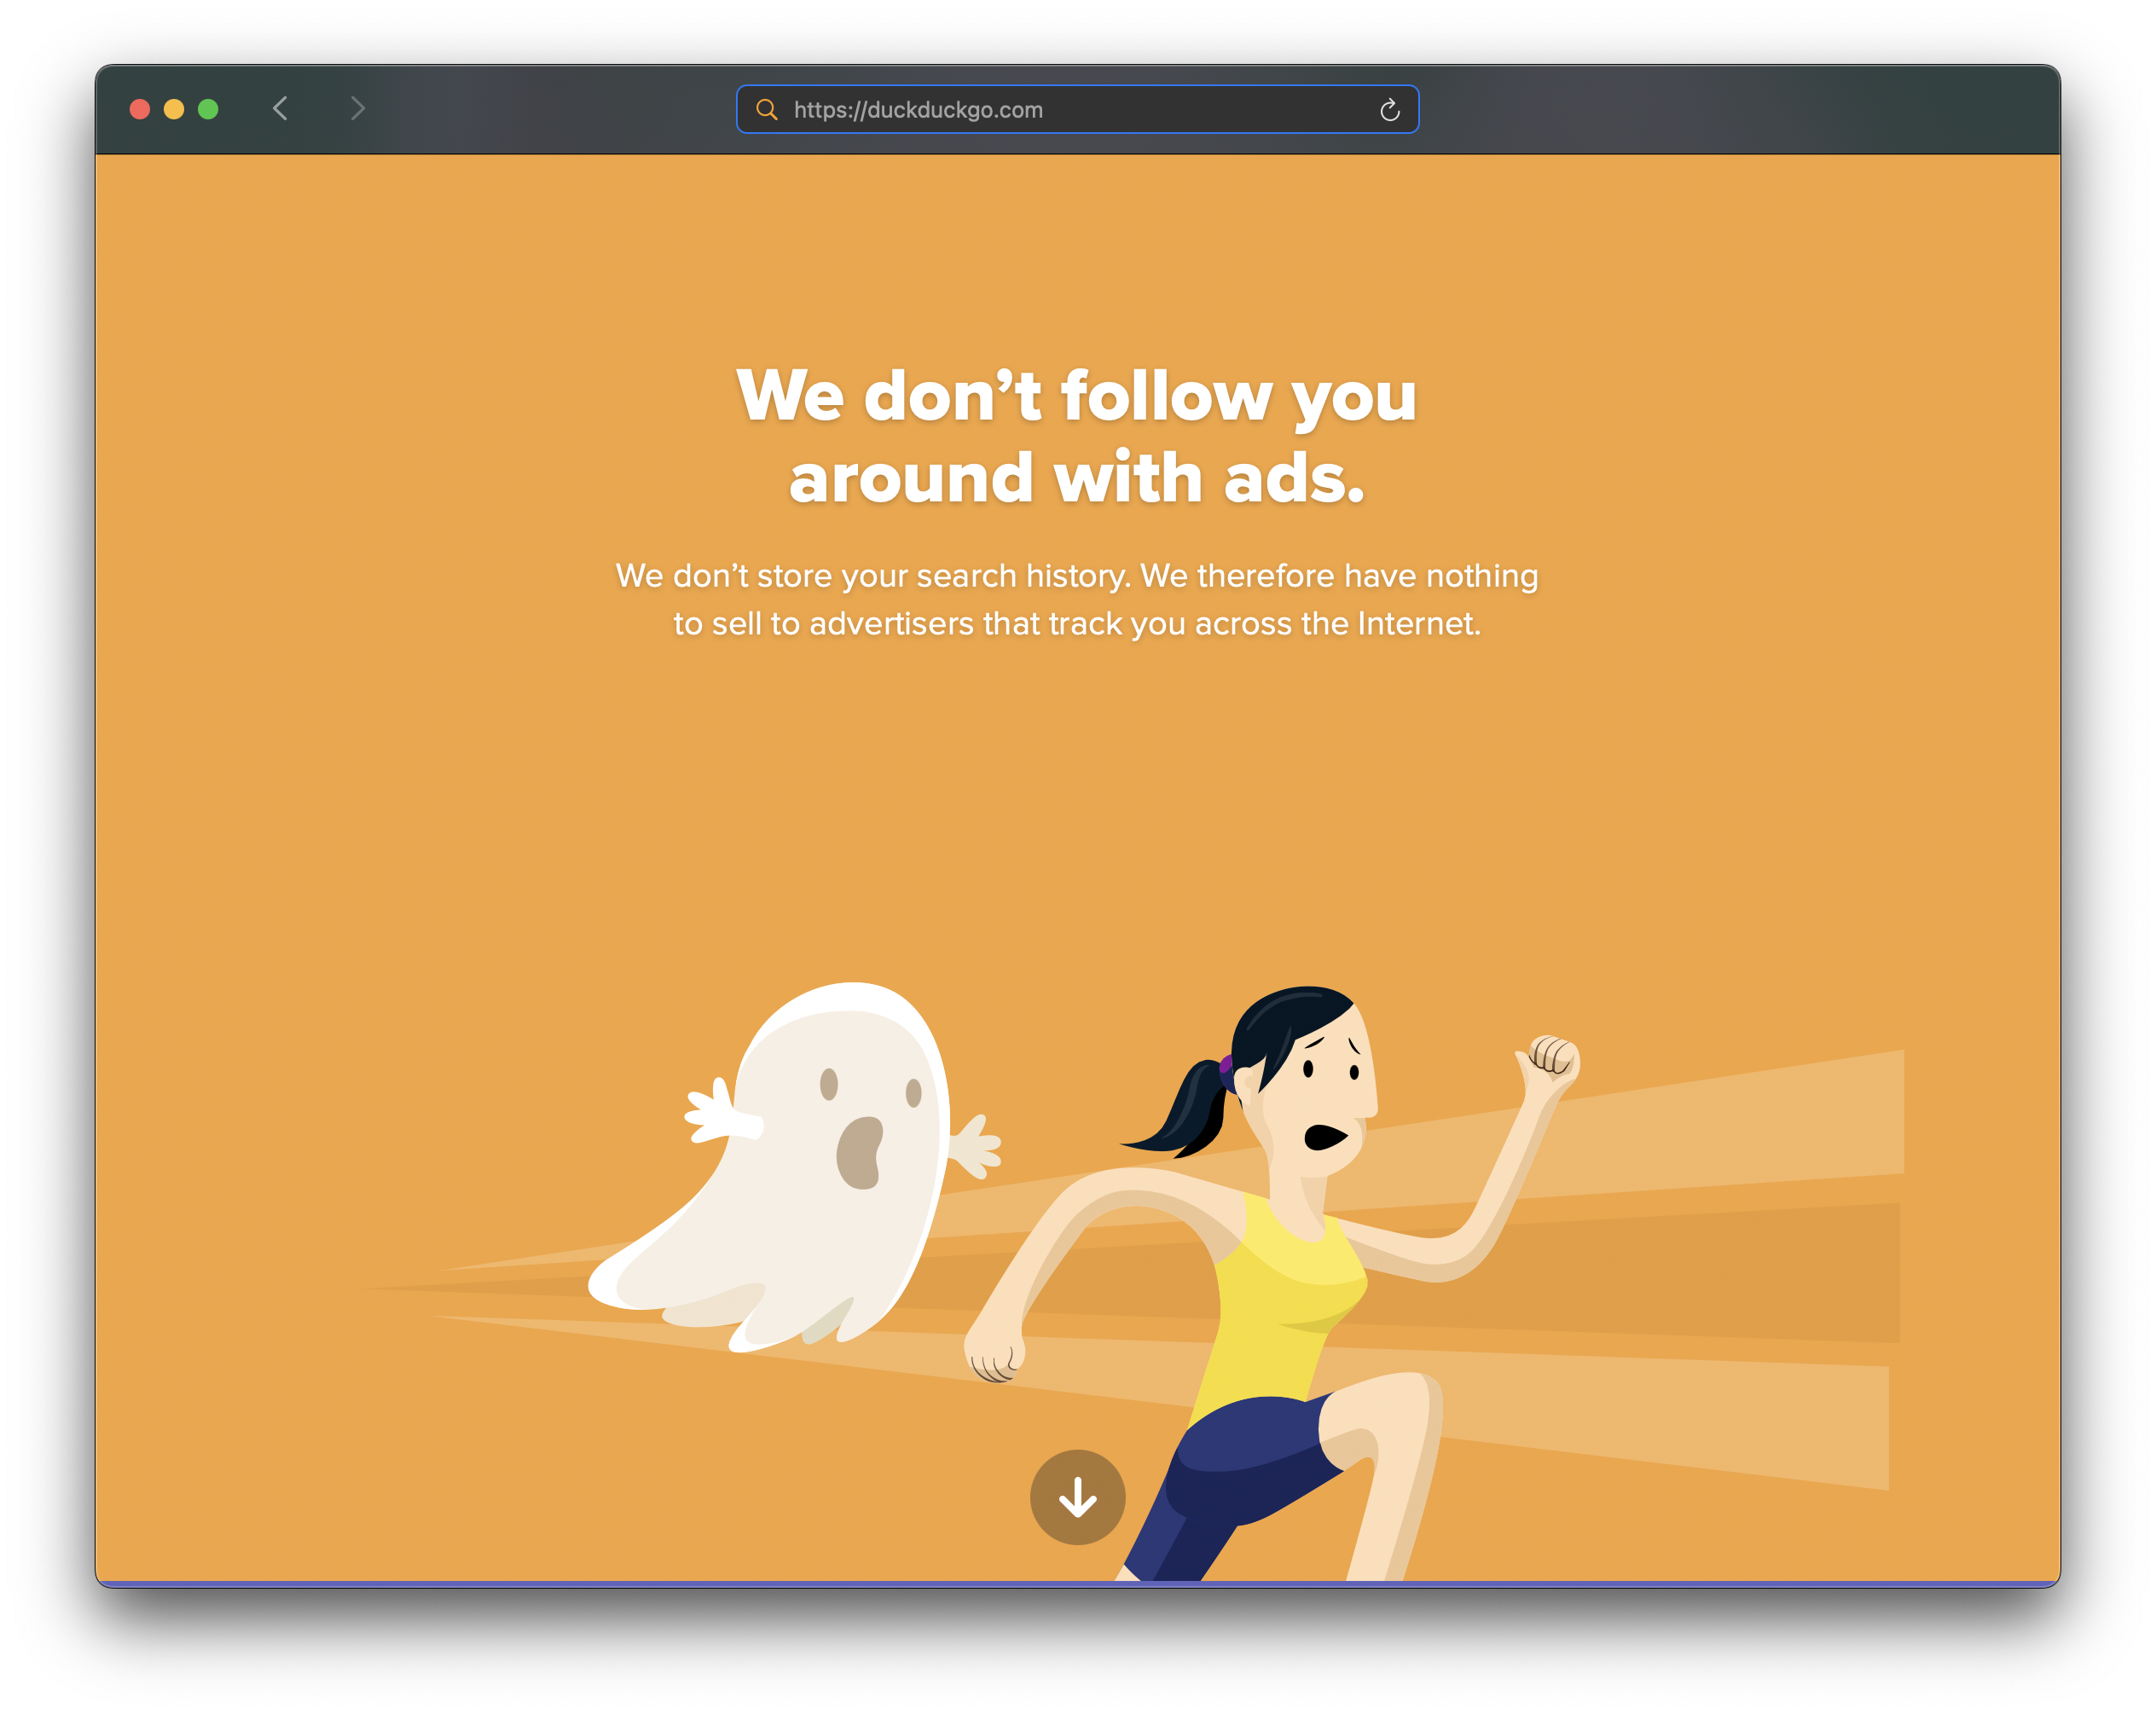 https://duckduckgo.com
We don’t follow you
around with ads.
We don’t store your search history. We therefore have nothing
to sell to advertisers that track you across the Internet.